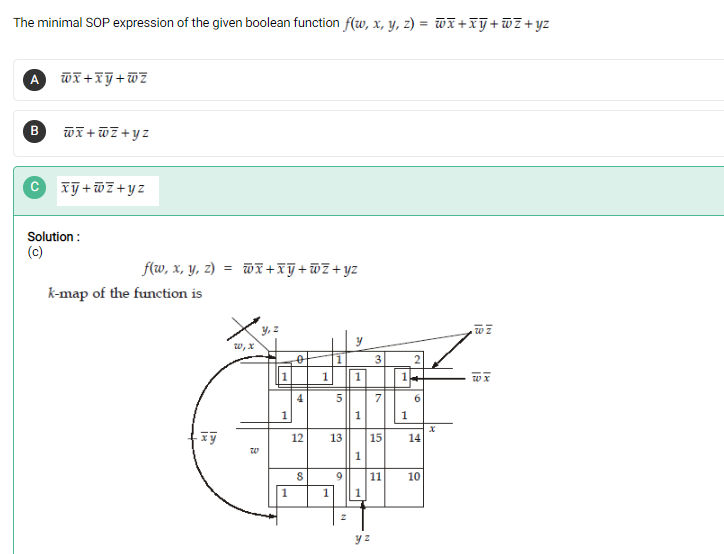 The minimal SOP expression of the given boolean function f(w, x, y, z) = w̅x̅ + x̅y̅ + w̅z̅ + yz
A w̅x̅ + x̅y̅ + w̅z̅
B w̅x̅ + w̅z̅ + yz
C x̅y̅ + w̅z̅ + yz
Solution :
(c)
f(w, x, y, z) = w̅x̅ + x̅y̅ + w̅z̅ + yz
k-map of the function is
y, z
w, x
y
w̅z̅
0 1 3 2
1 1 1 1
w̅x̅
4 5 7 6
1 1 1
x
x̅y̅
12 13 15 14
w
1
8 9 11 10
1 1 1
z
yz